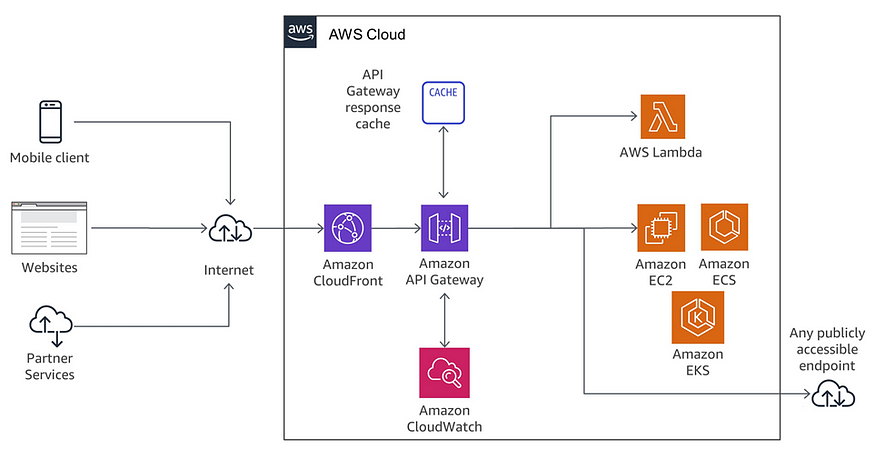 aws
AWS Cloud
API
Gateway
response
cache
CACHE
AWS Lambda
Mobile client
Websites
Internet
Amazon
CloudFront
Amazon
API Gateway
Amazon
EC2
Amazon
ECS
K
Amazon
EKS
Partner
Services
Amazon
CloudWatch
Any publicly
accessible
endpoint